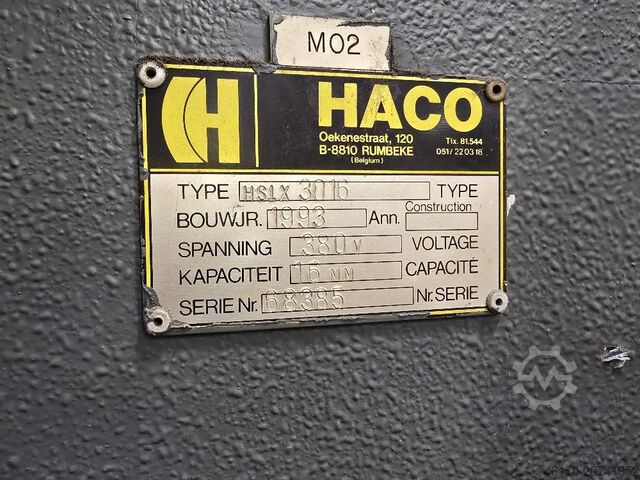 M02
H HACO
Oekenestraat, 120 Tlx. 81.544
B-8810 RUMBEKE 051/220318
(Belgium)
TYPE HSLX 3016 TYPE
BOUWJR. 1993 Ann. Construction
SPANNING 380 V VOLTAGE
KAPACITEIT 16 MM CAPACITÉ
SERIE Nr. 68385 Nr. SERIE